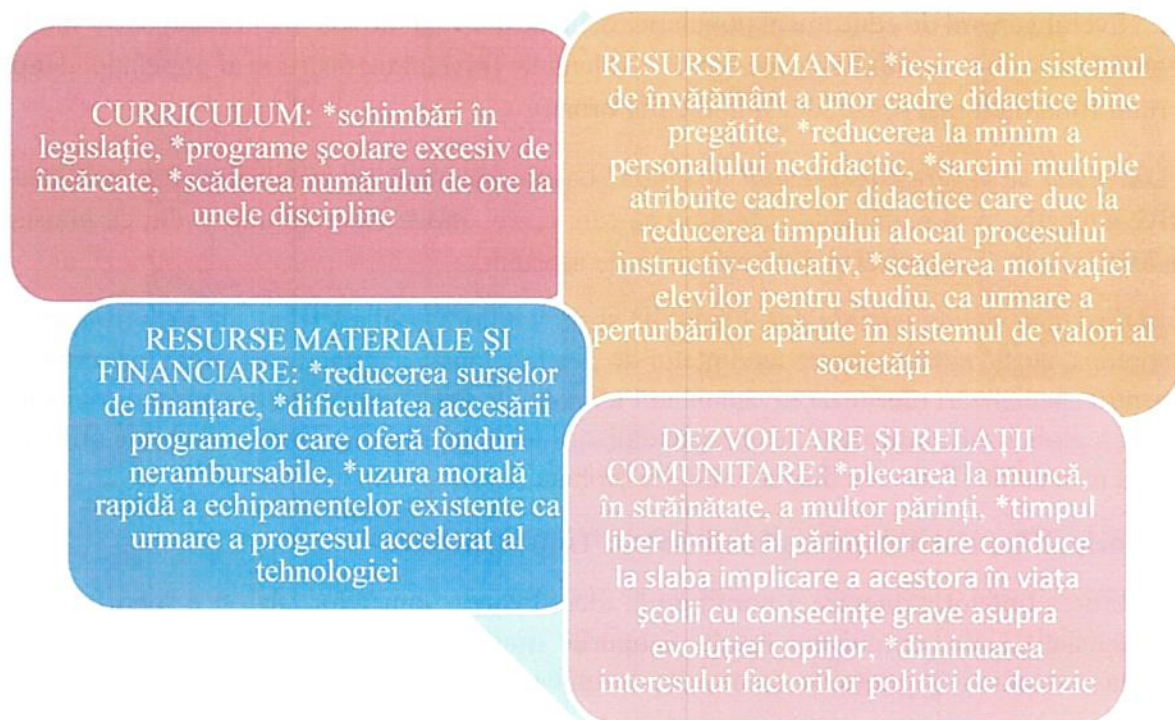 CURRICULUM: *schimbări în
legislație, *programe școlare excesiv de
încărcate, *scăderea numărului de ore la
unele discipline
RESURSE UMANE: *ieșirea din sistemul
de învățământ a unor cadre didactice bine
pregătite, *reducerea la minim a
personalului nedidactic, *sarcini multiple
atribuite cadrelor didactice care duc la
reducerea timpului alocat procesului
instructiv-educativ, *scăderea motivației
elevilor pentru studiu, ca urmare a
perturbărilor apărute în sistemul de valori al
societății
RESURSE MATERIALE ȘI
FINANCIARE: *reducerea surselor
de finanțare, *dificultatea accesării
programelor care oferă fonduri
nerambursabile, *uzura morală
rapidă a echipamentelor existente ca
urmare a progresul accelerat al
tehnologiei
DEZVOLTARE ȘI RELAȚII
COMUNITARE: *plecarea la muncă,
în străinătate, a multor părinți, *timpul
liber limitat al părinților care conduce
la slaba implicare a acestora în viața
școlii cu consecințe grave asupra
evoluției copiilor, *diminuarea
interesului factorilor politici de decizie